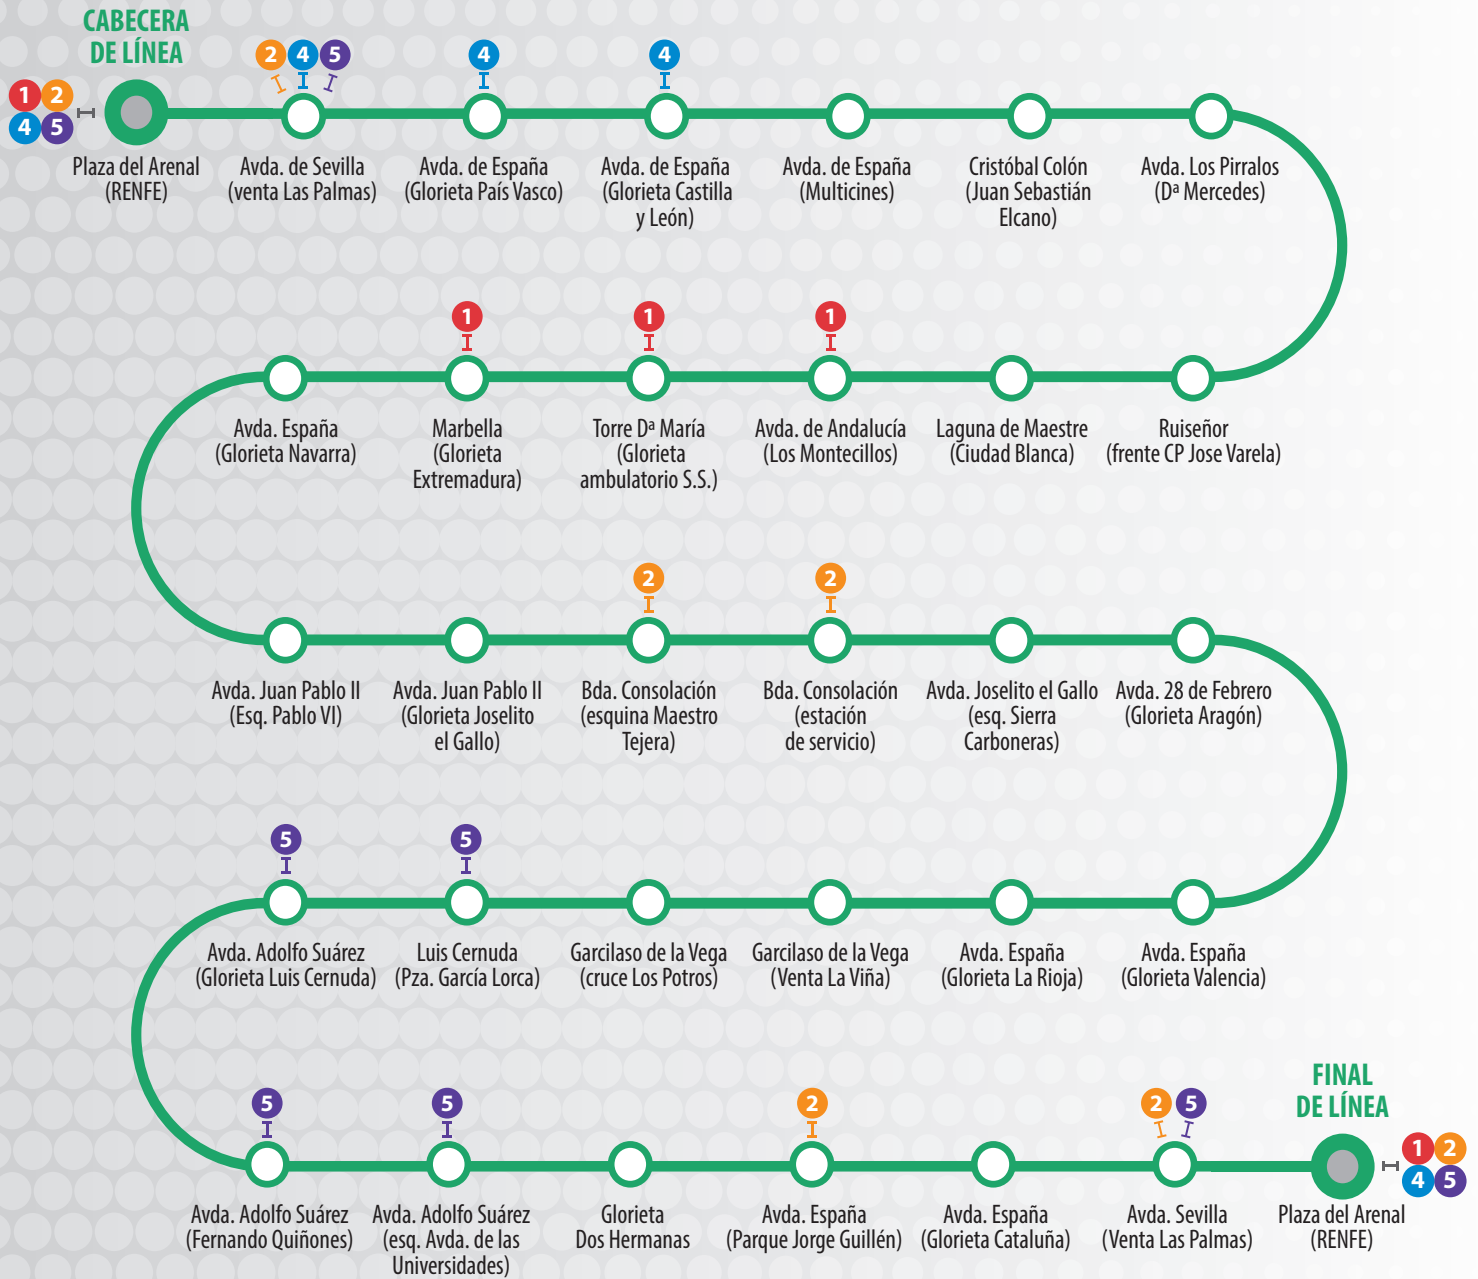 CABECERA
DE LÍNEA
2 4 5
4
4
1 2
4 5
Plaza del Arenal
(RENFE)
Avda. de Sevilla
(venta Las Palmas)
Avda. de España
(Glorieta País Vasco)
Avda. de España
(Glorieta Castilla
y León)
Avda. de España
(Multicines)
Cristóbal Colón
(Juan Sebastián
Elcano)
Avda. Los Pirralos
(Dª Mercedes)
1
1
1
Avda. España
(Glorieta Navarra)
Marbella
(Glorieta
Extremadura)
Torre Dª María
(Glorieta
ambulatorio S.S.)
Avda. de Andalucía
(Los Montecillos)
Laguna de Maestre
(Ciudad Blanca)
Ruiseñor
(frente CP Jose Varela)
2
2
Avda. Juan Pablo II
(Esq. Pablo VI)
Avda. Juan Pablo II
(Glorieta Joselito
el Gallo)
Bda. Consolación
(esquina Maestro
Tejera)
Bda. Consolación
(estación
de servicio)
Avda. Joselito el Gallo
(esq. Sierra
Carboneras)
Avda. 28 de Febrero
(Glorieta Aragón)
5
5
Avda. Adolfo Suárez
(Glorieta Luis Cernuda)
Luis Cernuda
(Pza. García Lorca)
Garcilaso de la Vega
(cruce Los Potros)
Garcilaso de la Vega
(Venta La Viña)
Avda. España
(Glorieta La Rioja)
Avda. España
(Glorieta Valencia)
5
5
2
2 5
FINAL
DE LÍNEA
1 2
4 5
Avda. Adolfo Suárez
(Fernando Quiñones)
Avda. Adolfo Suárez
(esq. Avda. de las
Universidades)
Glorieta
Dos Hermanas
Avda. España
(Parque Jorge Guillén)
Avda. España
(Glorieta Cataluña)
Avda. Sevilla
(Venta Las Palmas)
Plaza del Arenal
(RENFE)